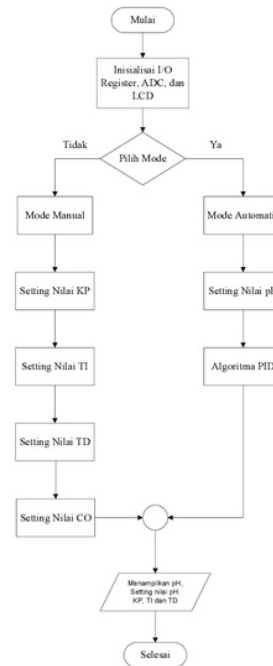 Mulai
Inisialisai I/O
Register, ADC, dan
LCD
Tidak
Ya
Pilih Mode
Mode Manual
Mode Automati
Setting Nilai KP
Setting Nilai pH
Setting Nilai TI
Algoritma PID
Setting Nilai TD
Setting Nilai CO
Menampilkan pH,
Setting nilai pH.
KP, TI dan TD
Selesai